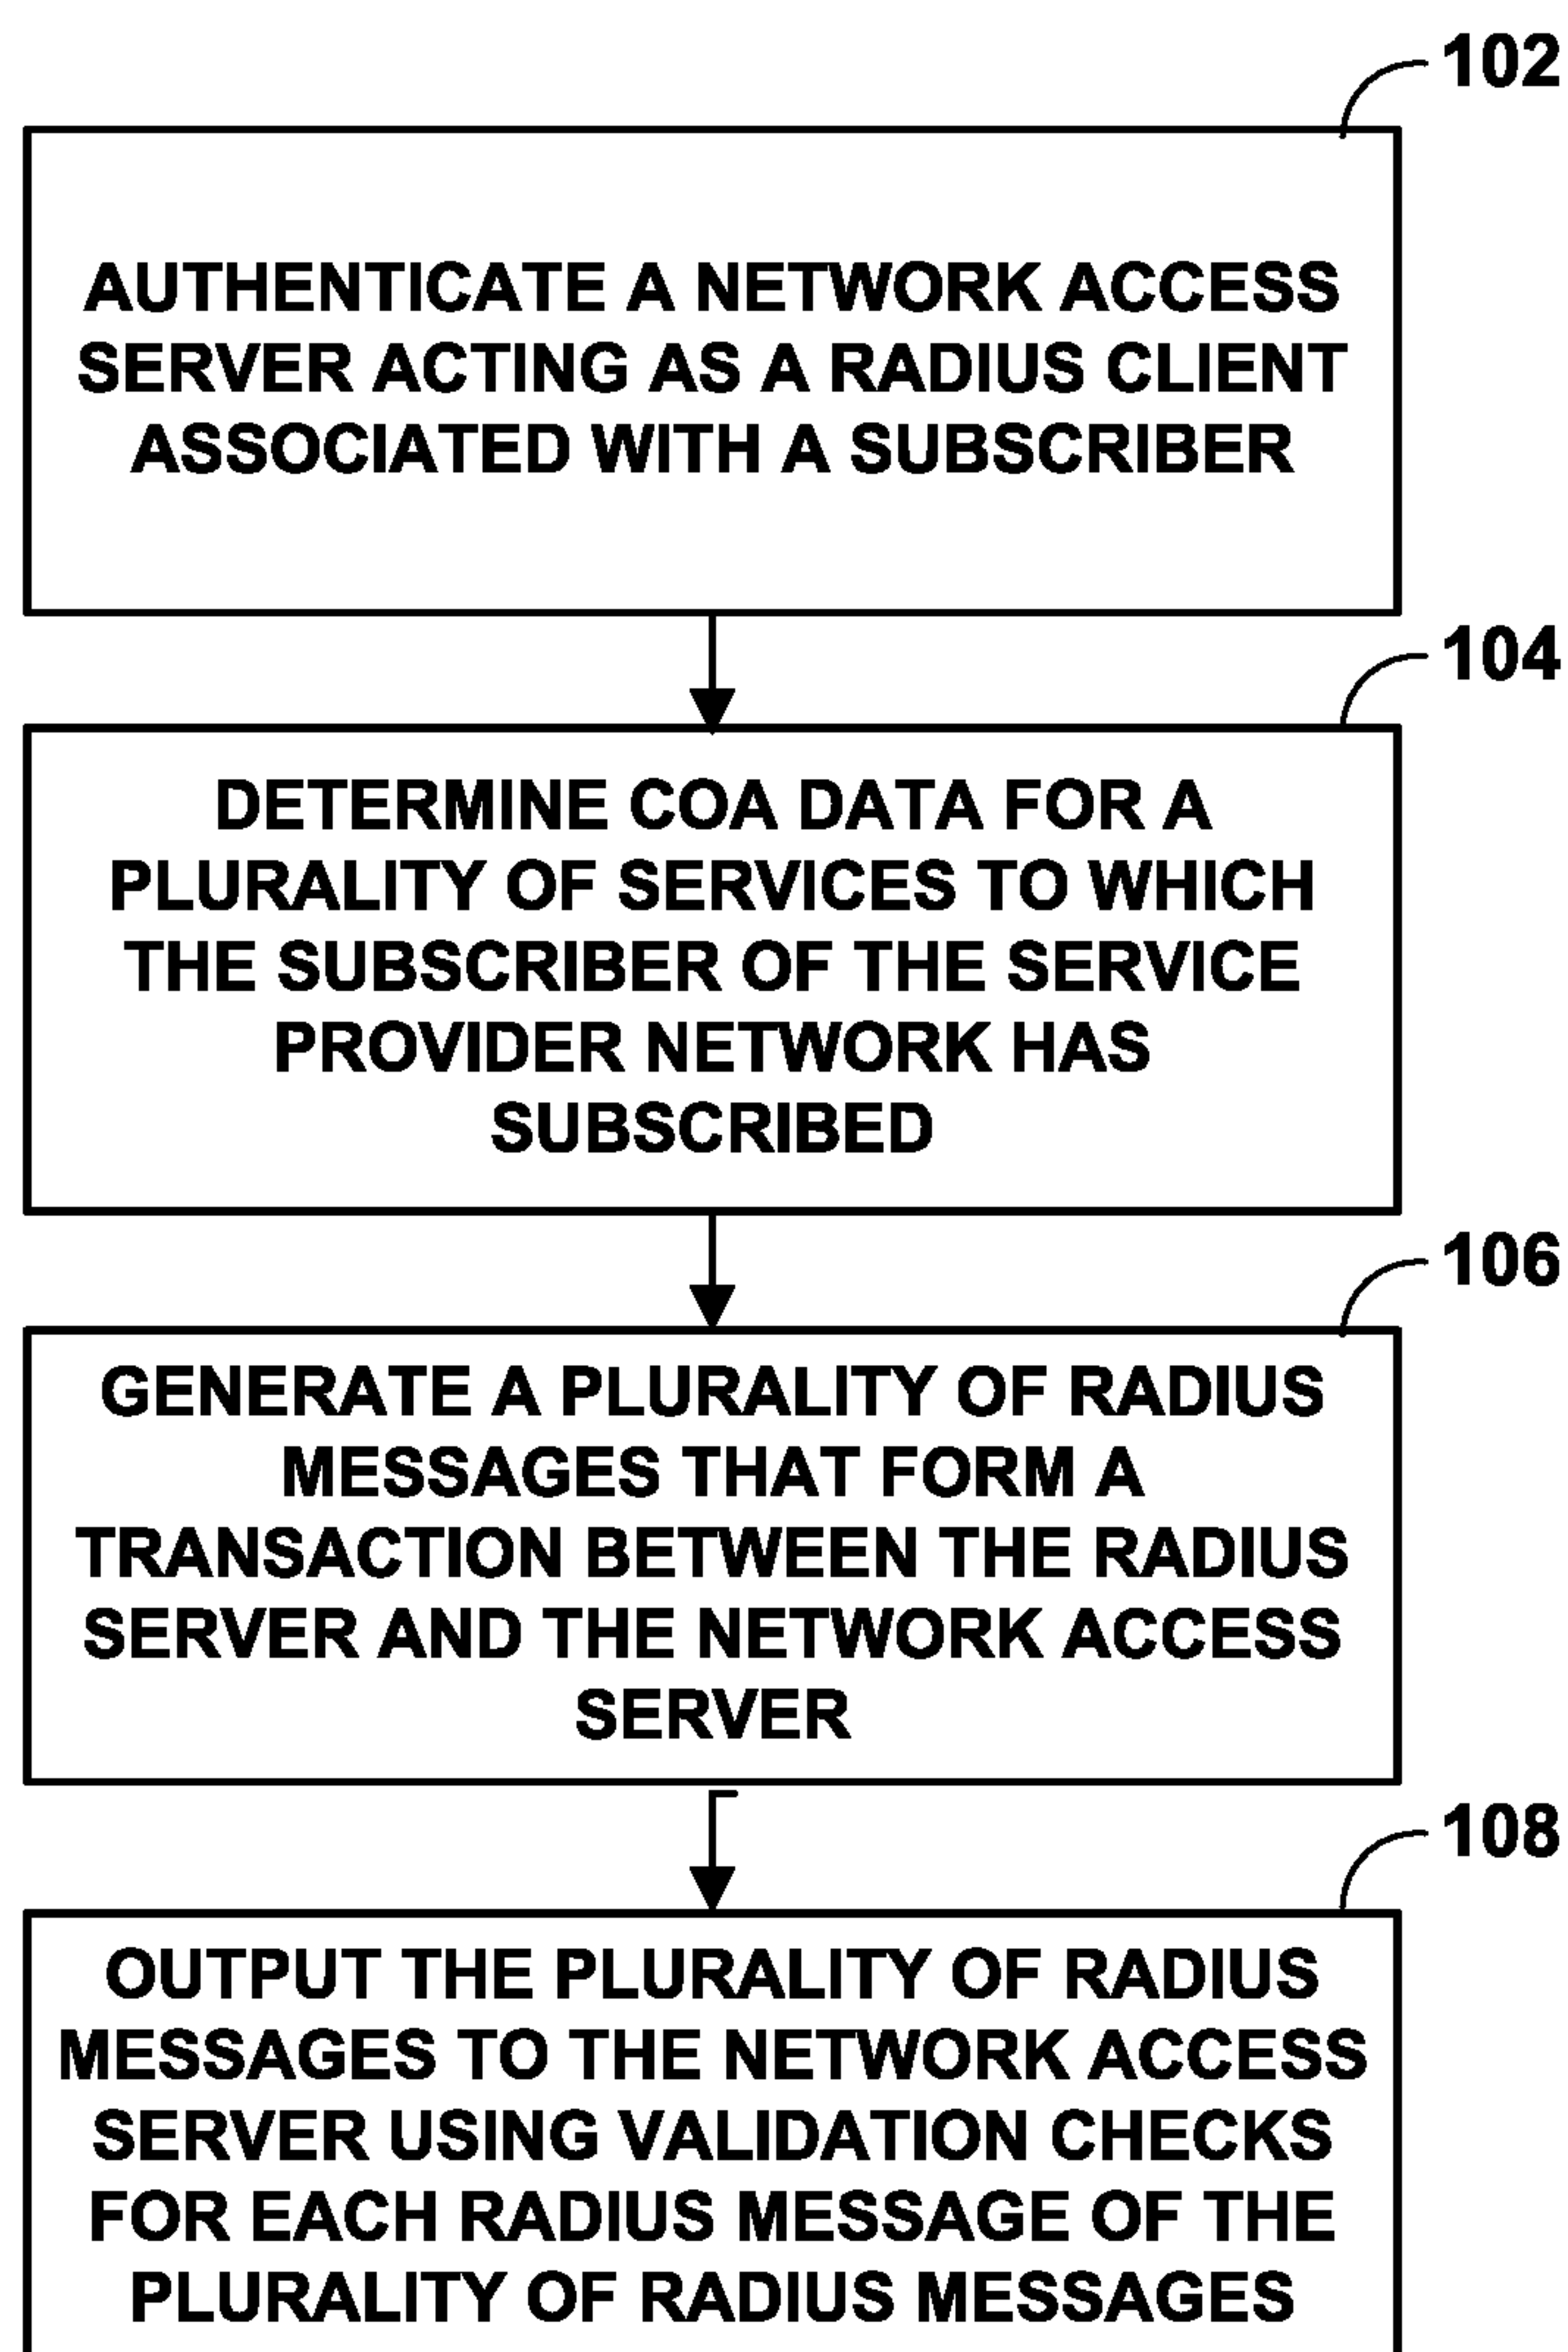 102
AUTHENTICATE A NETWORK ACCESS
SERVER ACTING AS A RADIUS CLIENT
ASSOCIATED WITH A SUBSCRIBER
104
DETERMINE COA DATA FOR A
PLURALITY OF SERVICES TO WHICH
THE SUBSCRIBER OF THE SERVICE
PROVIDER NETWORK HAS
SUBSCRIBED
106
GENERATE A PLURALITY OF RADIUS
MESSAGES THAT FORM A
TRANSACTION BETWEEN THE RADIUS
SERVER AND THE NETWORK ACCESS
SERVER
108
OUTPUT THE PLURALITY OF RADIUS
MESSAGES TO THE NETWORK ACCESS
SERVER USING VALIDATION CHECKS
FOR EACH RADIUS MESSAGE OF THE
PLURALITY OF RADIUS MESSAGES